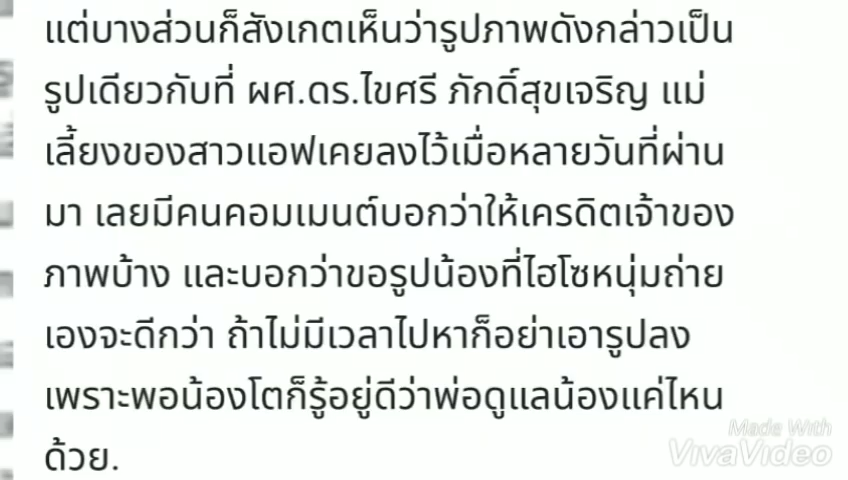 แต่บางส่วนก็สังเกตเห็นว่ารูปภาพดังกล่าวเป็น
รูปเดียวกับที่ ผศ.ดร.ไขศรี ภักดิ์สุขเจริญ แม่
เลี้ยงของสาวแอฟเคยลงไว้เมื่อหลายวันที่ผ่าน
มา เลยมีคนคอมเมนต์บอกว่าให้เครดิตเจ้าของ
ภาพบ้าง และบอกว่าขอรูปน้องที่ไฮโซหนุ่มถ่าย
เองจะดีกว่า ถ้าไม่มีเวลาไปหาก็อย่าเอารูปลง
เพราะพอน้องโตก็รู้อยู่ดีว่าพ่อดูแลน้องแค่ไหน
ด้วย.
Made With
VivaVideo